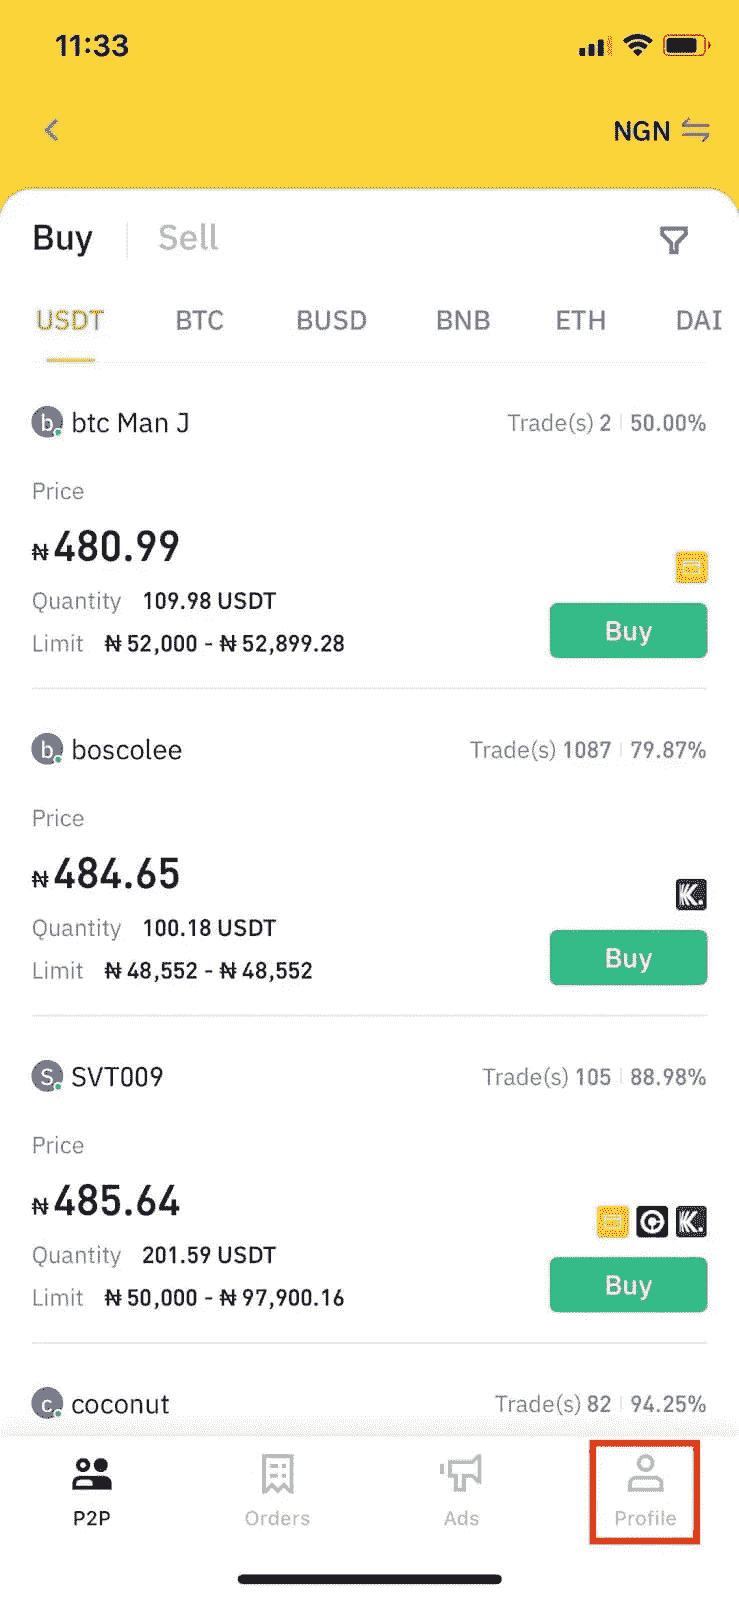 11:33
NGN
Buy Sell
USDT BTC BUSD BNB ETH DAI
b btc Man J Trade(s) 2 50.00%
Price
₦480.99
Quantity 109.98 USDT
Limit ₦ 52,000 - ₦ 52,899.28
Buy
b boscolee Trade(s) 1087 79.87%
Price
₦484.65
K.
Quantity 100.18 USDT
Limit ₦ 48,552 - ₦ 48,552
Buy
S SVT009 Trade(s) 105 88.98%
Price
₦485.64
K.
Quantity 201.59 USDT
Limit ₦ 50,000 - ₦ 97,900.16
Buy
c coconut Trade(s) 82 94.25%
P2P Orders Ads Profile